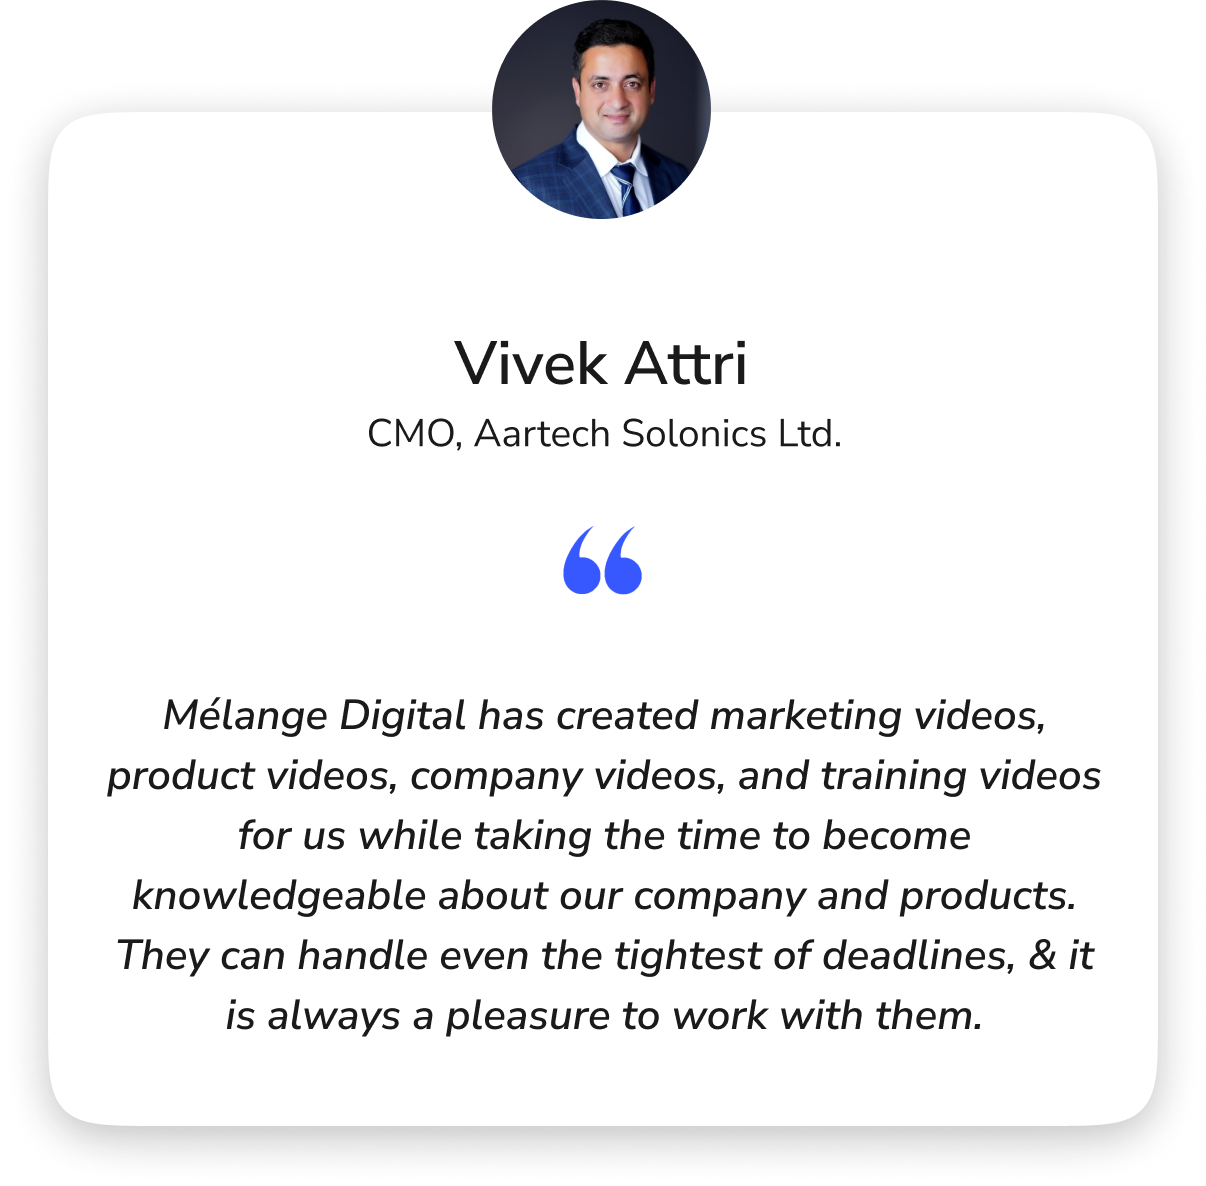 Vivek Attri
CMO, Aartech Solonics Ltd.
“
Mélange Digital has created marketing videos,
product videos, company videos, and training videos
for us while taking the time to become
knowledgeable about our company and products.
They can handle even the tightest of deadlines, & it
is always a pleasure to work with them.